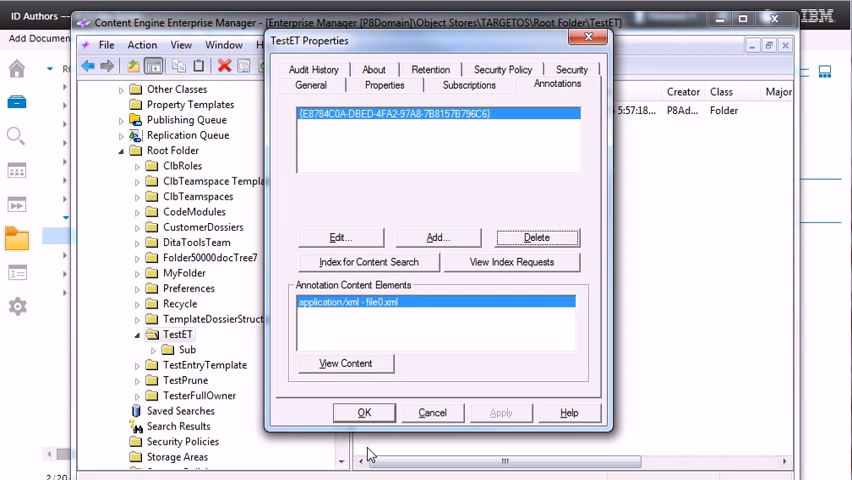 ID Authors
Content Engine Enterprise Manager - [Enterprise Manager [P8Domain]\Object Stores\TARGETOS\Root Folder\TestET]
IBM
Add Documen
File Action View Window
TestET Properties
Audit History About Retention Security Policy Security
General Properties Subscriptions Annotations
{E8784C0A-DBED-4FA2-97A8-7B8157B796C6}
Edit... Add... Delete
Index for Content Search View Index Requests
Annotation Content Elements
application/xml - file0.xml
View Content
OK Cancel Apply Help
Creator Class Major
5:57:18... P8Ad... Folder
Other Classes
Property Templates
Publishing Queue
Replication Queue
Root Folder
ClbRoles
ClbTeamspace Templa
ClbTeamspaces
CodeModules
CustomerDossiers
DitaToolsTeam
Folder50000docTree7
MyFolder
Preferences
Recycle
TemplateDossierStruct
TestET
Sub
TestEntryTemplate
TestPrune
TesterFullOwner
Saved Searches
Search Results
Security Policies
Storage Areas
2/20